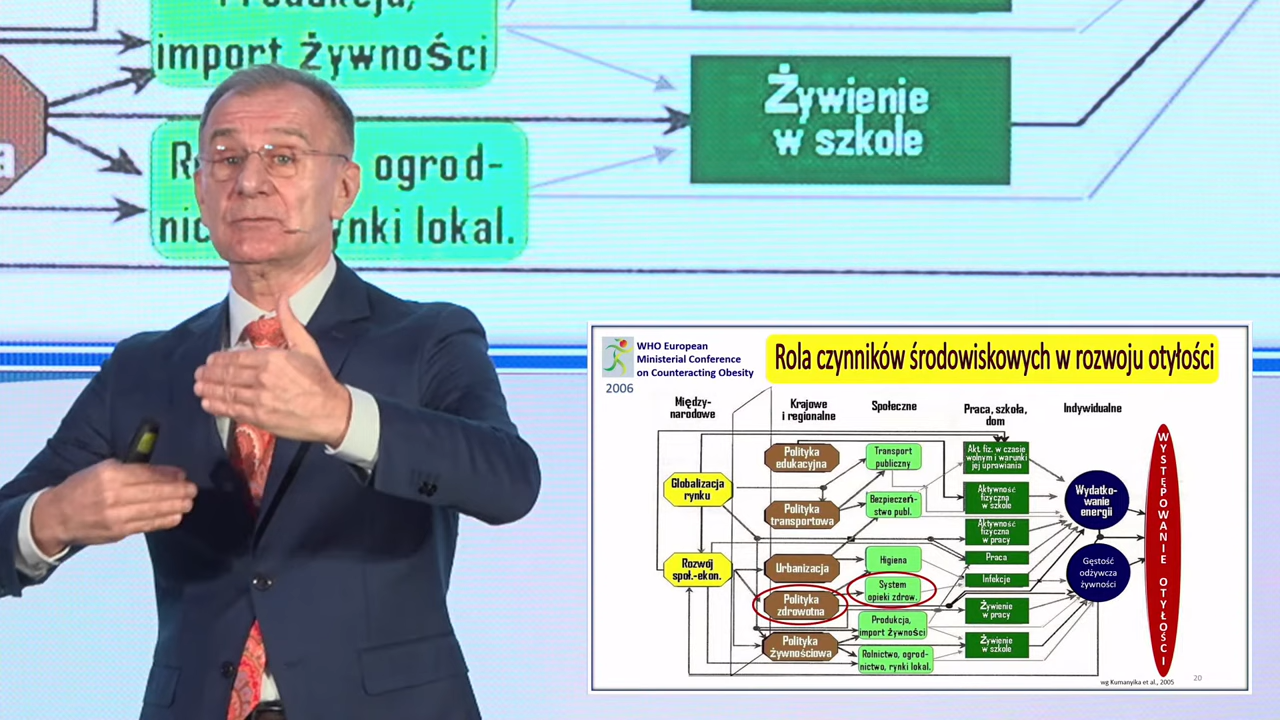 Produkcja,
import żywności
ogrod-
rynki lokal.
Żywienie
w szkole
WHO European
Ministerial Conference
on Counteracting Obesity
2006
Rola czynników środowiskowych w rozwoju otyłości
Między-
narodowe
Krajowe
i regionalne
Społeczne
Praca, szkoła,
dom
Indywidualne
Globalizacja
rynku
Rozwój
społ.-ekon.
Polityka
edukacyjna
Polityka
transportowa
Urbanizacja
Polityka
zdrowotna
Polityka
żywnościowa
Transport
publiczny
Bezpieczeń-
stwo publ.
Higiena
System
opieki zdrow.
Produkcja,
import żywności
Rolnictwo, ogrod-
nictwo, rynki lokal.
Akt. fiz. w czasie
wolnym i warunki
jej uprawiania
Aktywność
fizyczna
w szkole
Aktywność
fizyczna
w pracy
Praca
Infekcje
Żywienie
w pracy
Żywienie
w szkole
Wydatko-
wanie
energii
Gęstość
odżywcza
żywności
WYSTĘPOWANIE OTYŁOŚCI
wg Kumanyika et al., 2005
20